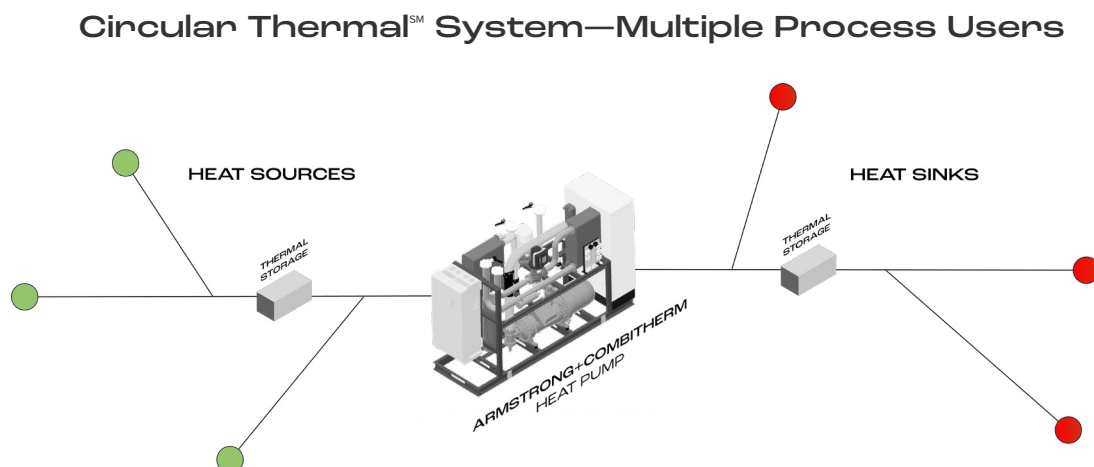 Circular Thermal℠ System—Multiple Process Users
HEAT SOURCES
HEAT SINKS
THERMAL
STORAGE
THERMAL
STORAGE
ARMSTRONG+COMBITHERM
HEAT PUMP